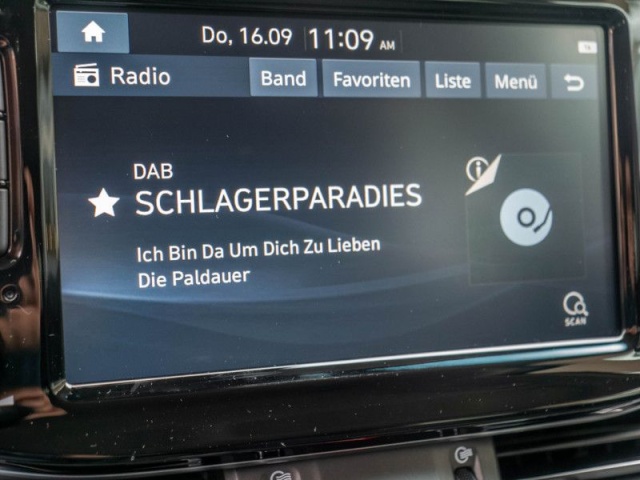 Do, 16.09 11:09 AM
Radio Band Favoriten Liste Menü
DAB
SCHLAGERPARADIES
Ich Bin Da Um Dich Zu Lieben
Die Paldauer
SCAN